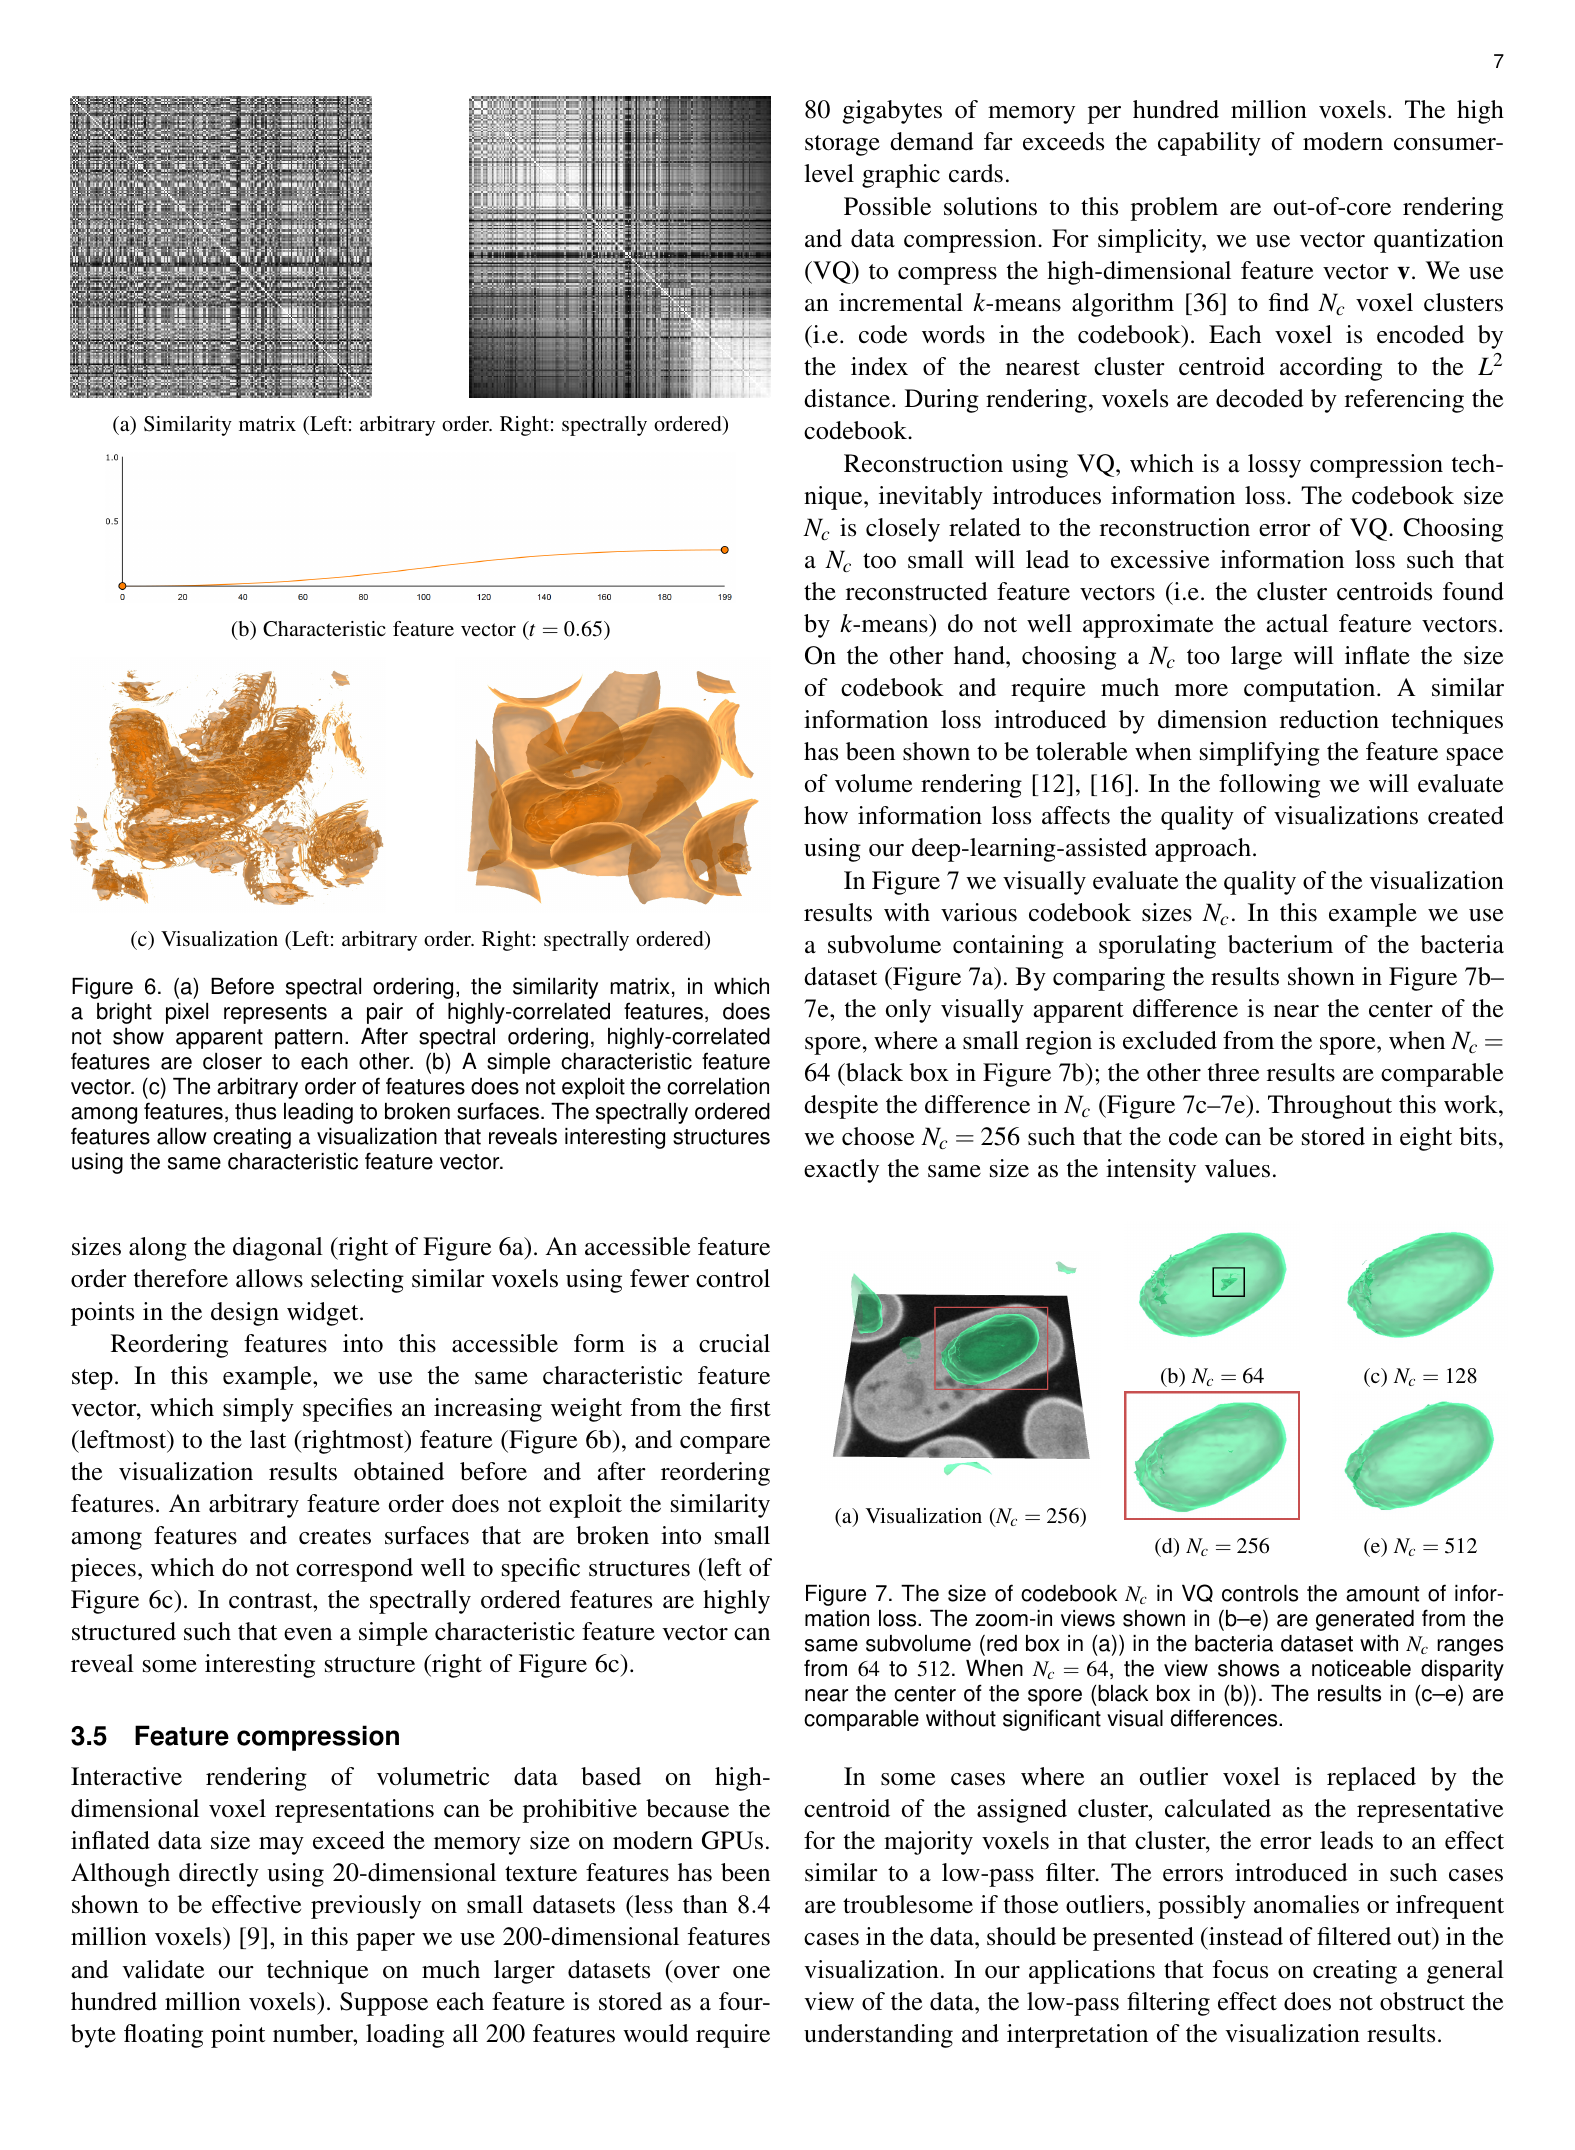 7
(a) Similarity matrix (Left: arbitrary order. Right: spectrally ordered)
1.0
0.5
0 20 40 60 80 100 120 140 160 180 199
(b) Characteristic feature vector (t = 0.65)
(c) Visualization (Left: arbitrary order. Right: spectrally ordered)
Figure 6. (a) Before spectral ordering, the similarity matrix, in which
a bright pixel represents a pair of highly-correlated features, does
not show apparent pattern. After spectral ordering, highly-correlated
features are closer to each other. (b) A simple characteristic feature
vector. (c) The arbitrary order of features does not exploit the correlation
among features, thus leading to broken surfaces. The spectrally ordered
features allow creating a visualization that reveals interesting structures
using the same characteristic feature vector.
sizes along the diagonal (right of Figure 6a). An accessible feature
order therefore allows selecting similar voxels using fewer control
points in the design widget.
Reordering features into this accessible form is a crucial
step. In this example, we use the same characteristic feature
vector, which simply specifies an increasing weight from the first
(leftmost) to the last (rightmost) feature (Figure 6b), and compare
the visualization results obtained before and after reordering
features. An arbitrary feature order does not exploit the similarity
among features and creates surfaces that are broken into small
pieces, which do not correspond well to specific structures (left of
Figure 6c). In contrast, the spectrally ordered features are highly
structured such that even a simple characteristic feature vector can
reveal some interesting structure (right of Figure 6c).
3.5 Feature compression
Interactive rendering of volumetric data based on high-
dimensional voxel representations can be prohibitive because the
inflated data size may exceed the memory size on modern GPUs.
Although directly using 20-dimensional texture features has been
shown to be effective previously on small datasets (less than 8.4
million voxels) [9], in this paper we use 200-dimensional features
and validate our technique on much larger datasets (over one
hundred million voxels). Suppose each feature is stored as a four-
byte floating point number, loading all 200 features would require
80 gigabytes of memory per hundred million voxels. The high
storage demand far exceeds the capability of modern consumer-
level graphic cards.
Possible solutions to this problem are out-of-core rendering
and data compression. For simplicity, we use vector quantization
(VQ) to compress the high-dimensional feature vector v. We use
an incremental k-means algorithm [36] to find N_c voxel clusters
(i.e. code words in the codebook). Each voxel is encoded by
the index of the nearest cluster centroid according to the L²
distance. During rendering, voxels are decoded by referencing the
codebook.
Reconstruction using VQ, which is a lossy compression tech-
nique, inevitably introduces information loss. The codebook size
N_c is closely related to the reconstruction error of VQ. Choosing
a N_c too small will lead to excessive information loss such that
the reconstructed feature vectors (i.e. the cluster centroids found
by k-means) do not well approximate the actual feature vectors.
On the other hand, choosing a N_c too large will inflate the size
of codebook and require much more computation. A similar
information loss introduced by dimension reduction techniques
has been shown to be tolerable when simplifying the feature space
of volume rendering [12], [16]. In the following we will evaluate
how information loss affects the quality of visualizations created
using our deep-learning-assisted approach.
In Figure 7 we visually evaluate the quality of the visualization
results with various codebook sizes N_c. In this example we use
a subvolume containing a sporulating bacterium of the bacteria
dataset (Figure 7a). By comparing the results shown in Figure 7b–
7e, the only visually apparent difference is near the center of the
spore, where a small region is excluded from the spore, when N_c =
64 (black box in Figure 7b); the other three results are comparable
despite the difference in N_c (Figure 7c–7e). Throughout this work,
we choose N_c = 256 such that the code can be stored in eight bits,
exactly the same size as the intensity values.
(a) Visualization (N_c = 256)
(b) N_c = 64
(c) N_c = 128
(d) N_c = 256
(e) N_c = 512
Figure 7. The size of codebook N_c in VQ controls the amount of infor-
mation loss. The zoom-in views shown in (b–e) are generated from the
same subvolume (red box in (a)) in the bacteria dataset with N_c ranges
from 64 to 512. When N_c = 64, the view shows a noticeable disparity
near the center of the spore (black box in (b)). The results in (c–e) are
comparable without significant visual differences.
In some cases where an outlier voxel is replaced by the
centroid of the assigned cluster, calculated as the representative
for the majority voxels in that cluster, the error leads to an effect
similar to a low-pass filter. The errors introduced in such cases
are troublesome if those outliers, possibly anomalies or infrequent
cases in the data, should be presented (instead of filtered out) in the
visualization. In our applications that focus on creating a general
view of the data, the low-pass filtering effect does not obstruct the
understanding and interpretation of the visualization results.